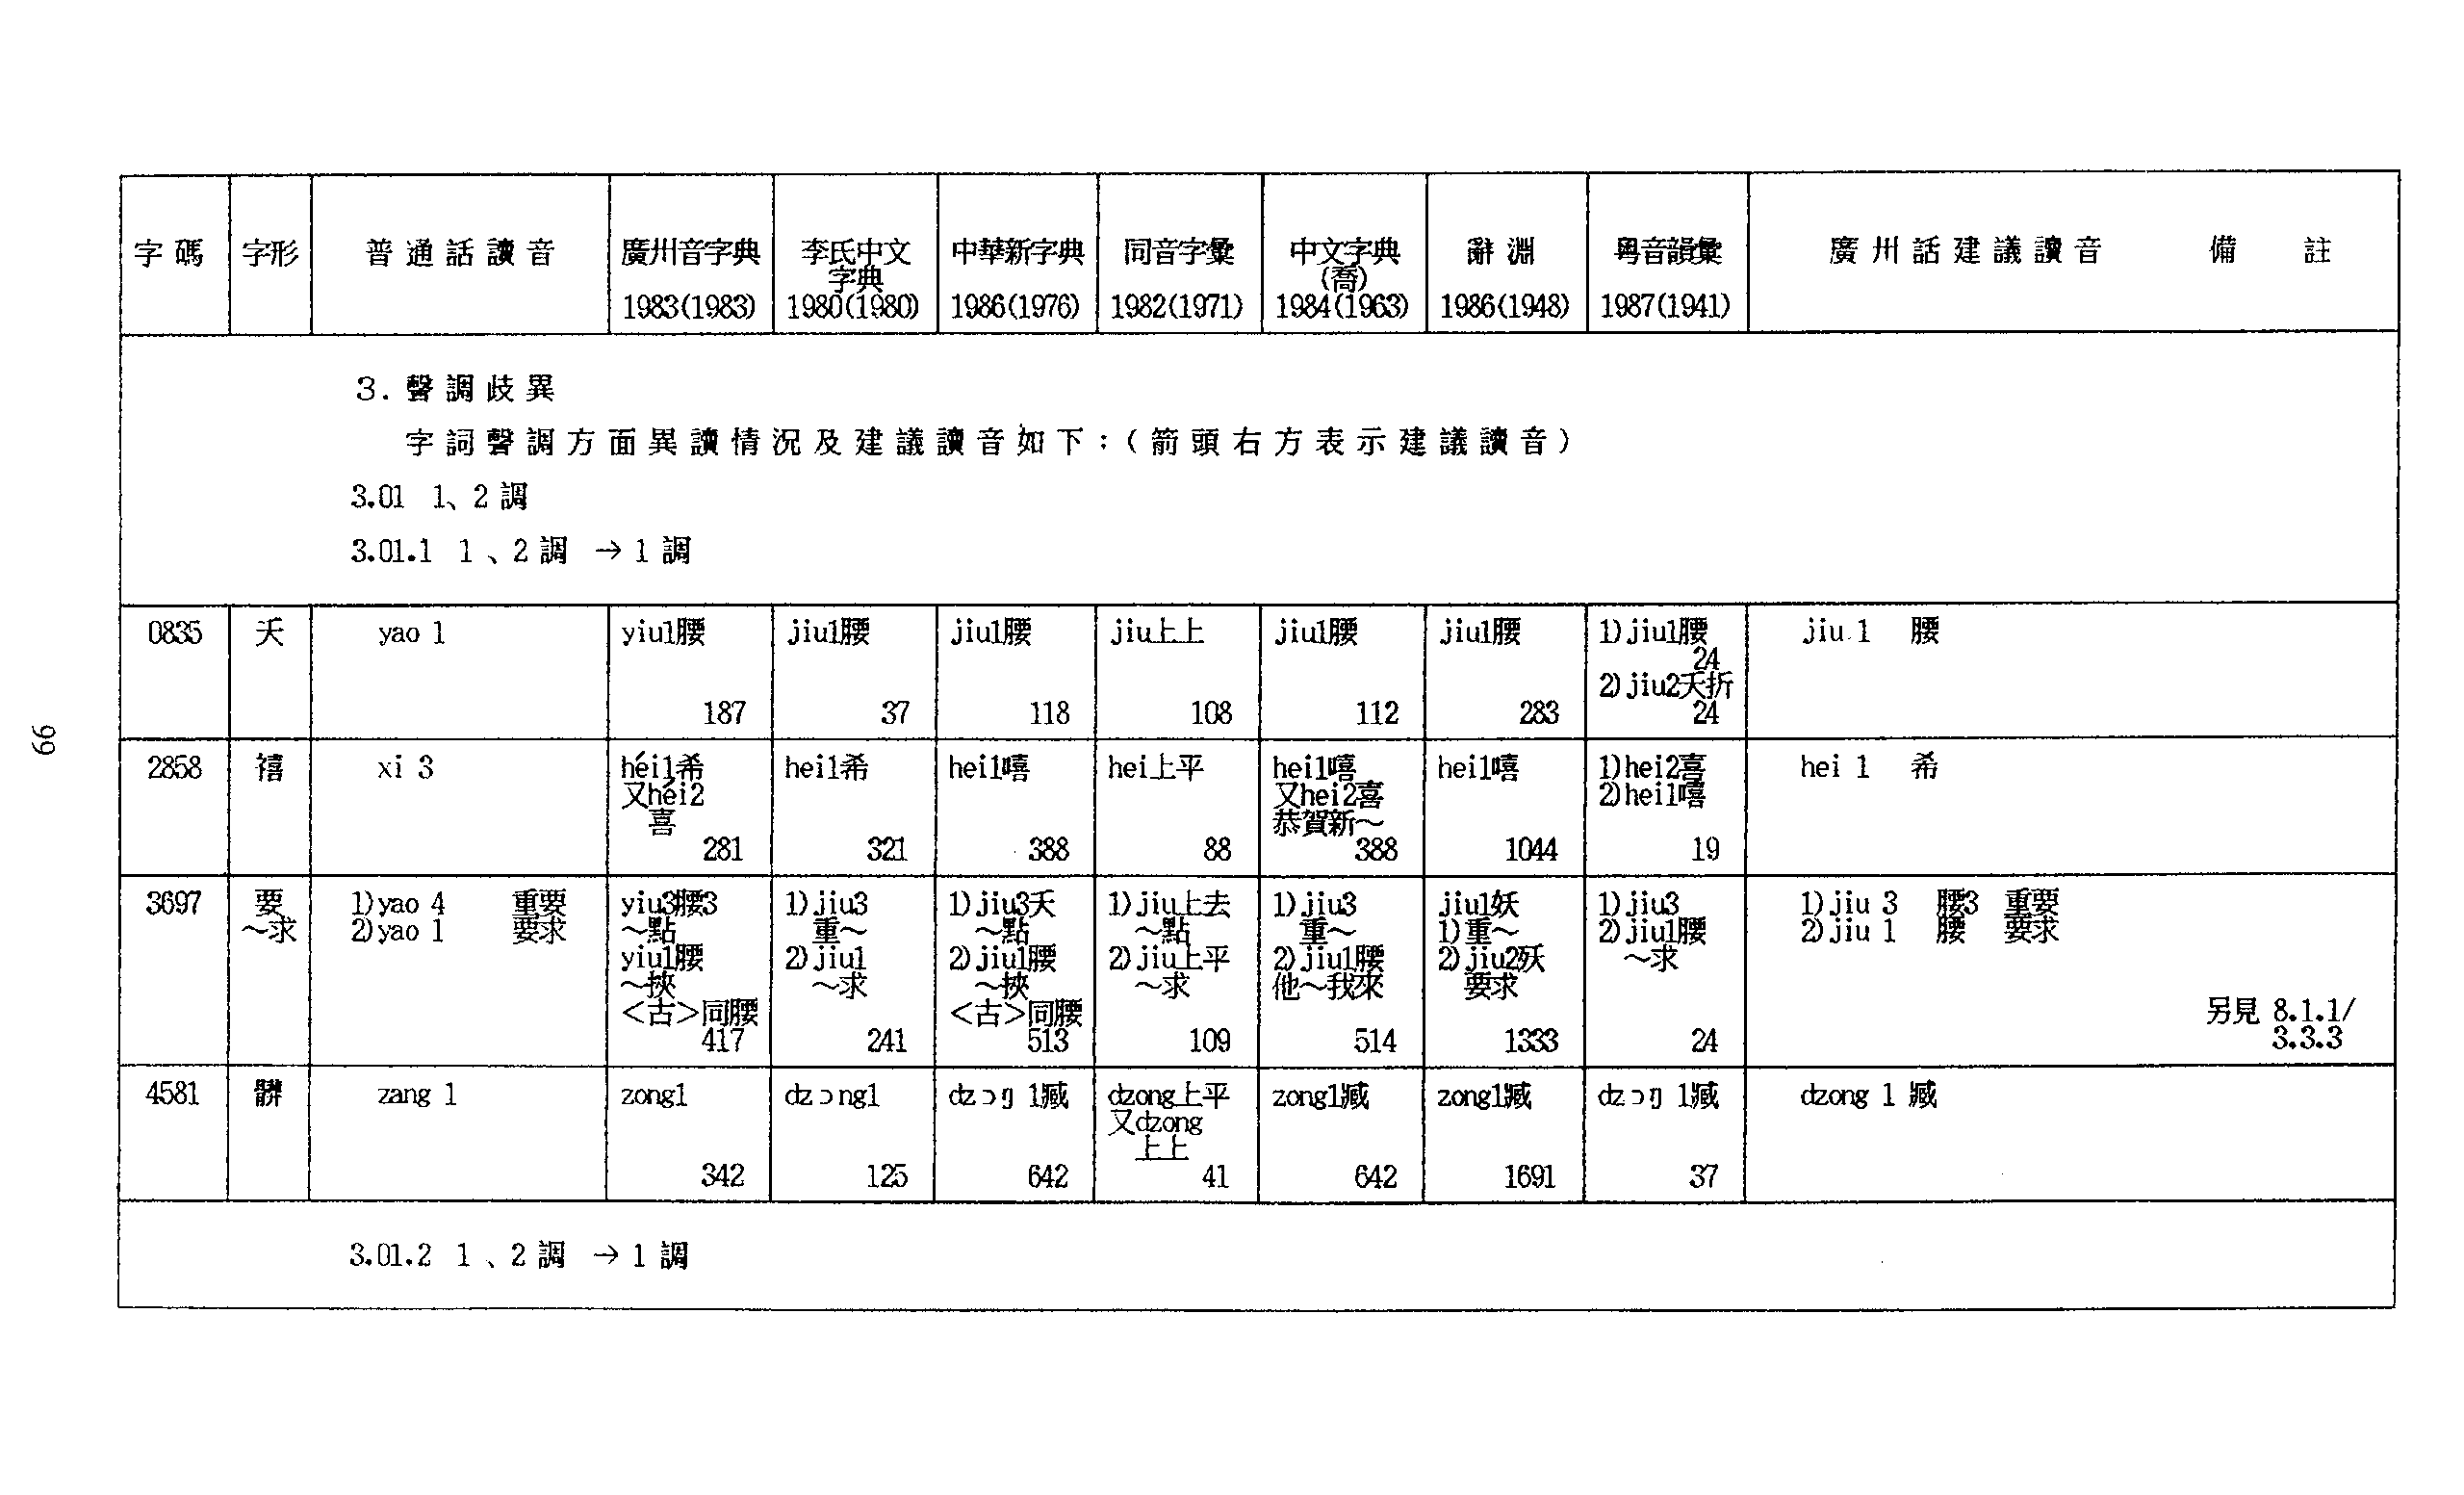 字碼 字形 普通話讀音 廣州音字典 李氏中文 中華新字典 同音字彙 中文字典 辭淵 粵音韻彙 廣州話建議讀音 備註
字典 (喬)
1983(1983) 1980(1980) 1986(1976) 1982(1971) 1984(1963) 1986(1948) 1987(1941)
3.聲調歧異
字詞聲調方面異讀情況及建議讀音如下:(箭頭右方表示建議讀音)
3.01 1、2調
3.01.1 1、2調 →1調
0835 夭 yao 1 yiu1腰 jiu1腰 jiu1腰 jiu上上 jiu1腰 jiu1腰 1)jiu1腰 jiu 1 腰
24
2)jiu2夭折
187 37 118 108 112 283 24
2858 禧 xi 3 héi1希 hei1希 hei1嘻 hei上平 hei1嘻 hei1嘻 1)hei2喜 hei 1 希
又héi2 又hei2喜 2)hei1嘻
喜 恭賀新～
281 321 388 88 388 1044 19
3697 要 1)yao 4 重要 yiu3腰3 1)jiu3 1)jiu3夭 1)jiu上去 1)jiu3 jiu1妖 1)jiu3 1)jiu 3 腰3 重要
～求 2)yao 1 要求 ～點 重～ ～點 ～點 重～ 1)重～ 2)jiu1腰 2)jiu 1 腰 要求
yiu1腰 2)jiu1 2)jiu1腰 2)jiu上平 2)jiu1腰 2)jiu2殀 ～求
～挾 ～求 ～挾 ～求 他～我來 要求
<古>同腰 <古>同腰 另見 8.1.1/
417 241 513 109 514 1333 24 3.3.3
4581 髒 zang 1 zong1 dzɔng1 dzɔŋ 1臧 dzong上平 zong1臧 zong1臧 dzɔŋ 1臧 dzong 1 臧
又dzong
上上
342 125 642 41 642 1691 37
3.01.2 1、2調 →1調
66